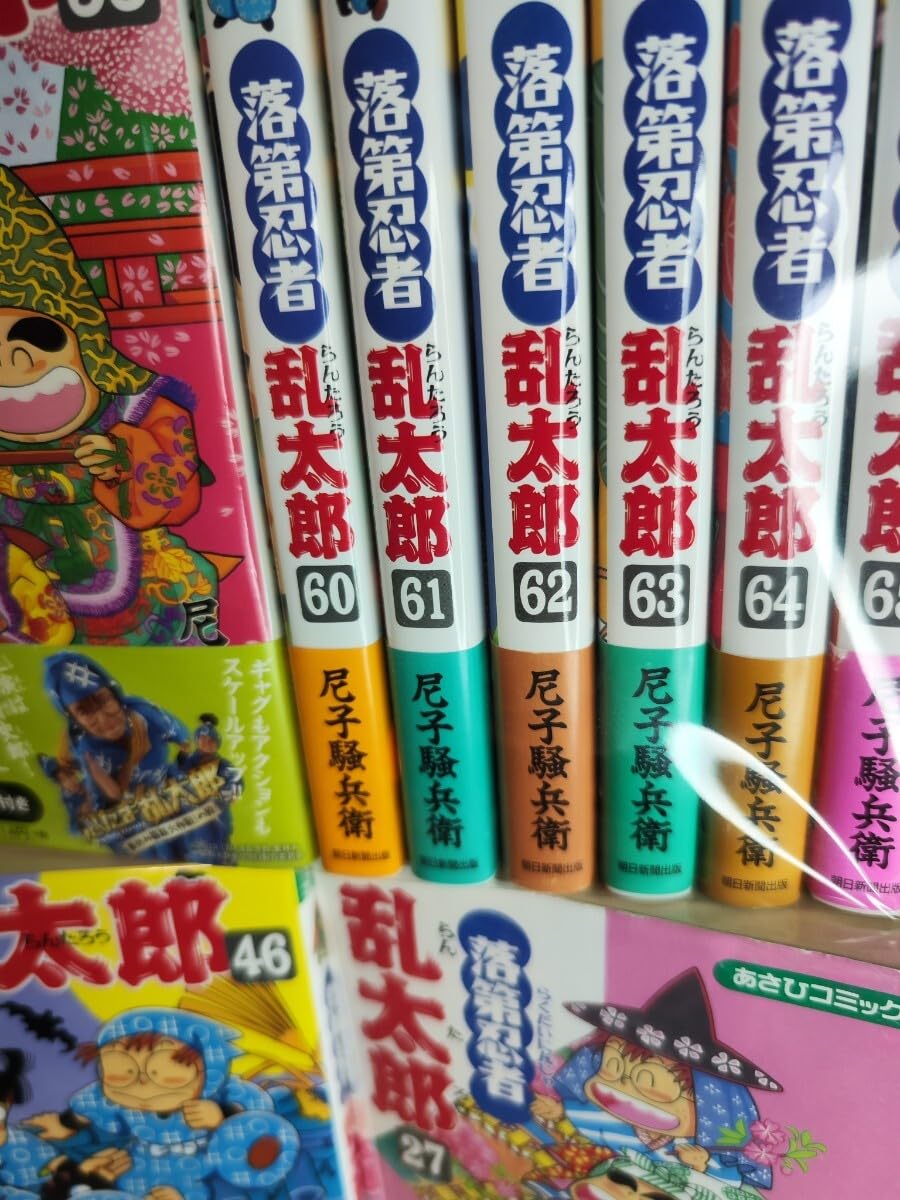 尼
ギャグもアクションも
スケールアップ!!
落第忍者
乱太郎
らんたろう
60
尼子騒兵衛
朝日新聞出版
落第忍者
乱太郎
らんたろう
61
尼子騒兵衛
朝日新聞出版
落第忍者
乱太郎
らんたろう
62
尼子騒兵衛
朝日新聞出版
落第忍者
乱太郎
らんたろう
63
尼子騒兵衛
朝日新聞出版
落第忍者
乱太郎
らんたろう
64
尼子騒兵衛
朝日新聞出版
尼子騒兵衛
太郎
46
落第忍者
乱太郎
27
あさひコミック